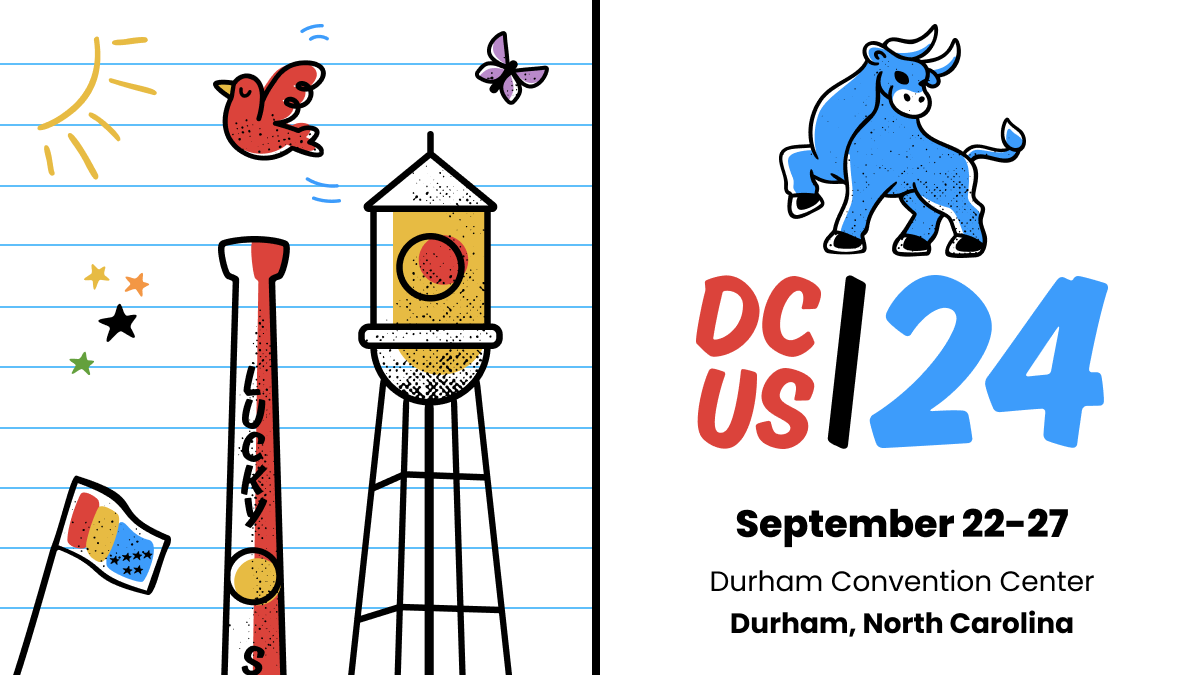 LUCKY
S
DC
US
24
September 22-27
Durham Convention Center
Durham, North Carolina